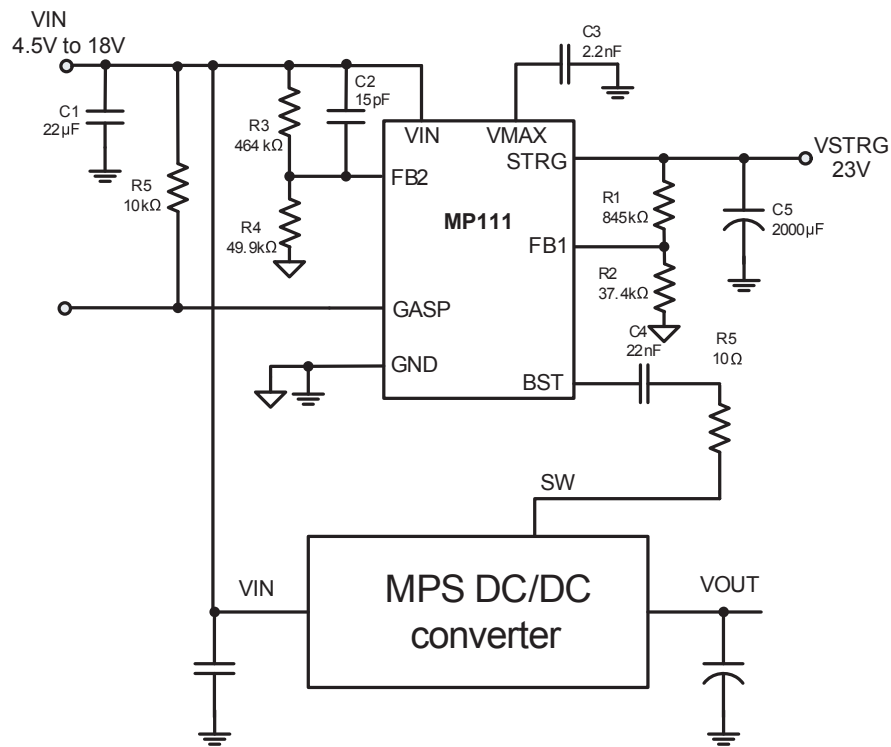 VIN
4.5V to 18V
C1
22µF
R5
10kΩ
R3
464kΩ
C2
15pF
R4
49.9kΩ
C3
2.2nF
VIN
VMAX
STRG
FB2
MP111
FB1
GASP
GND
BST
VSTRG
23V
R1
845kΩ
C5
2000µF
R2
37.4kΩ
C4
22nF
R5
10Ω
SW
VIN
MPS DC/DC
converter
VOUT